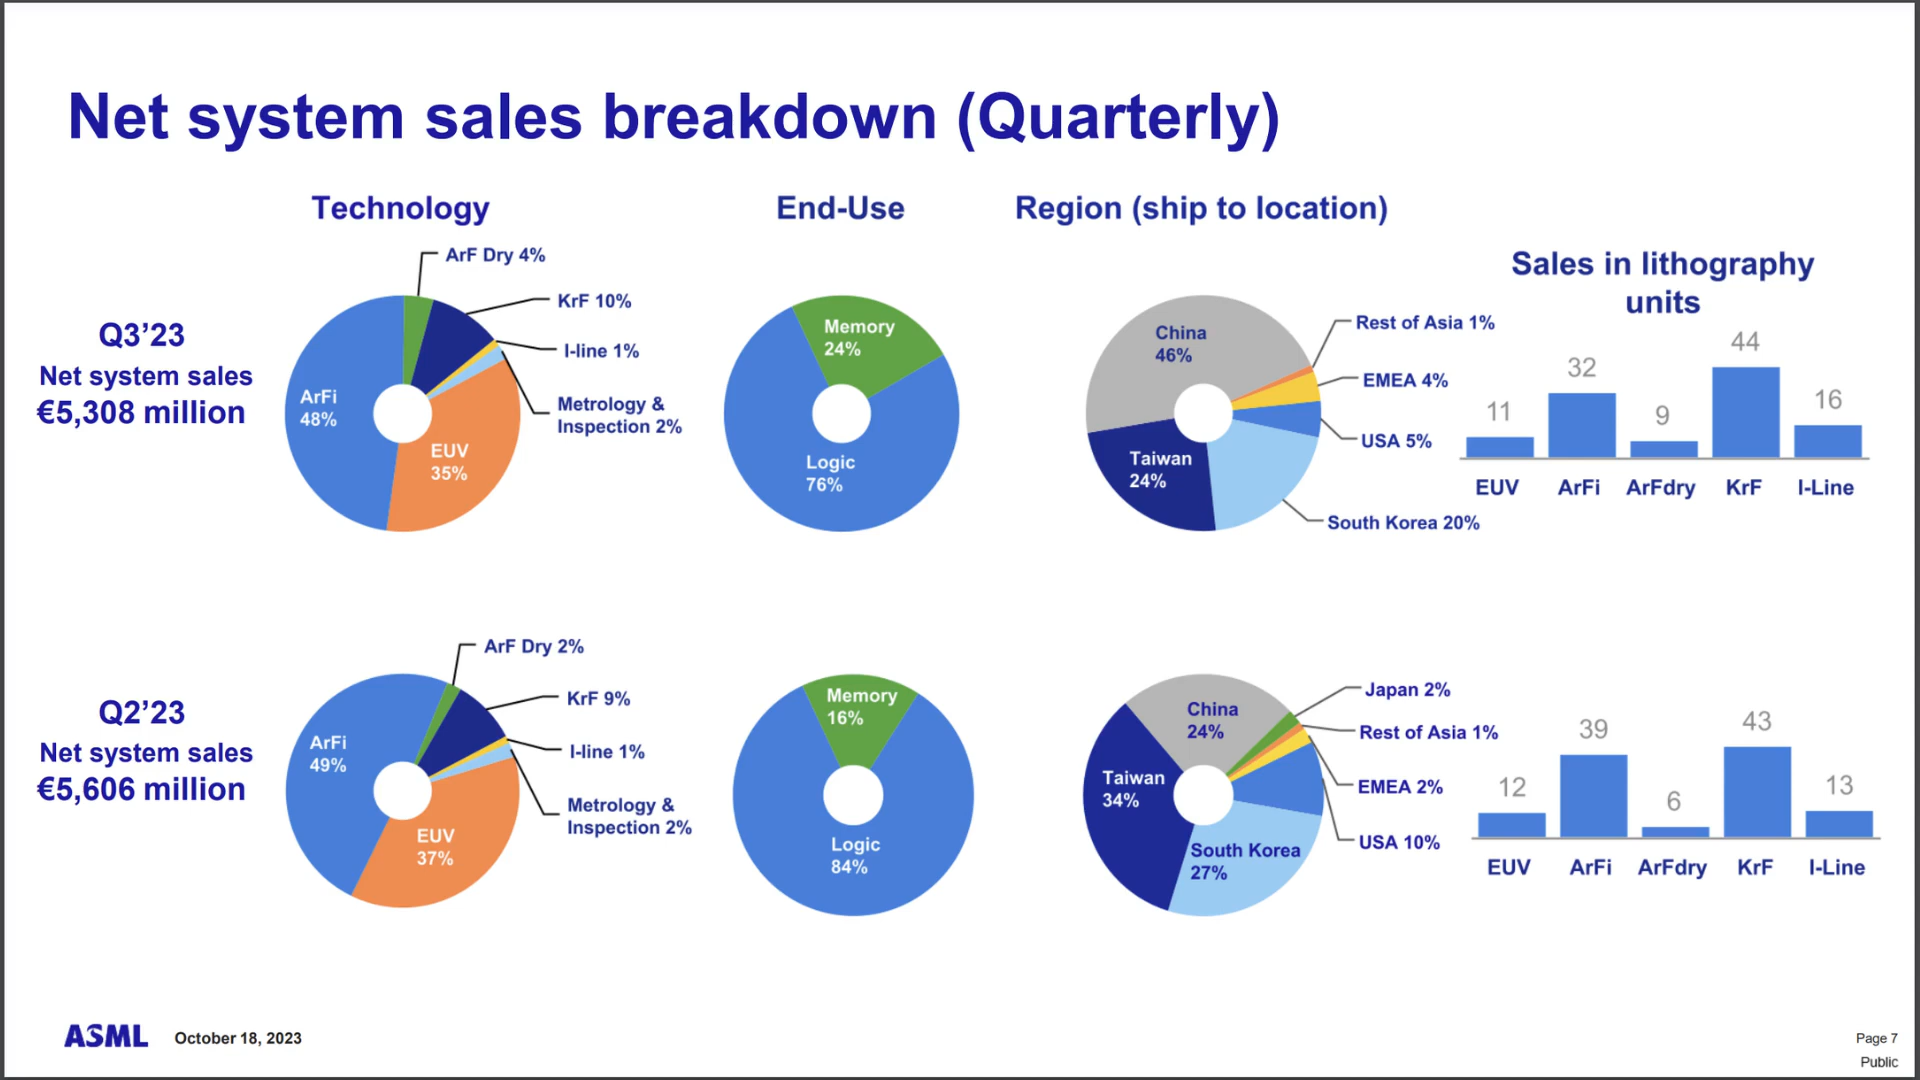 Net system sales breakdown (Quarterly)
Technology
End-Use
Region (ship to location)
Sales in lithography
units
Q3’23
Net system sales
€5,308 million
ArF Dry 4%
KrF 10%
I-line 1%
Metrology &
Inspection 2%
EUV
35%
ArFi
48%
Memory
24%
Logic
76%
China
46%
Rest of Asia 1%
EMEA 4%
USA 5%
South Korea 20%
Taiwan
24%
11
32
9
44
16
EUV
ArFi
ArFdry
KrF
I-Line
Q2’23
Net system sales
€5,606 million
ArF Dry 2%
KrF 9%
I-line 1%
Metrology &
Inspection 2%
EUV
37%
ArFi
49%
Memory
16%
Logic
84%
China
24%
Japan 2%
Rest of Asia 1%
EMEA 2%
USA 10%
South Korea
27%
Taiwan
34%
12
39
6
43
13
EUV
ArFi
ArFdry
KrF
I-Line
ASML
October 18, 2023
Page 7
Public